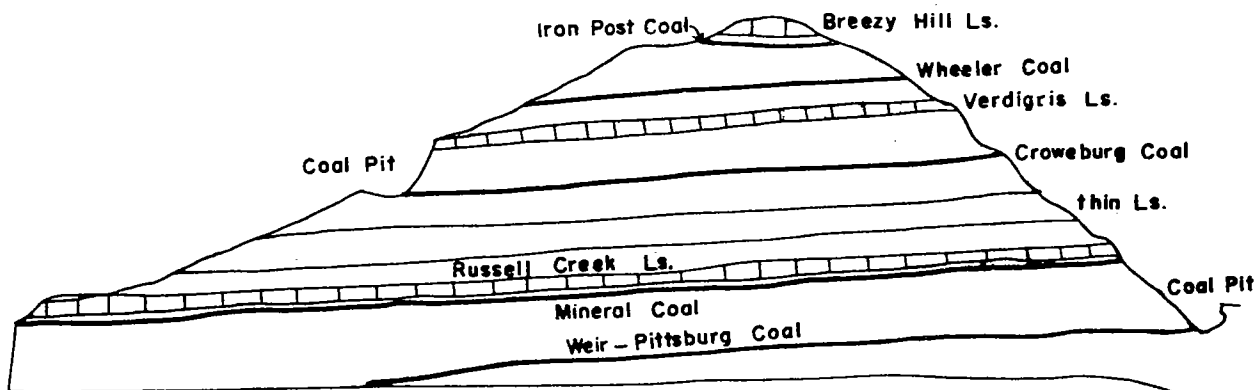 Iron Post Coal
Breezy Hill Ls.
Wheeler Coal
Verdigris Ls.
Coal Pit
Croweburg Coal
thin Ls.
Russell Creek Ls.
Mineral Coal
Coal Pit
Weir-Pittsburg Coal